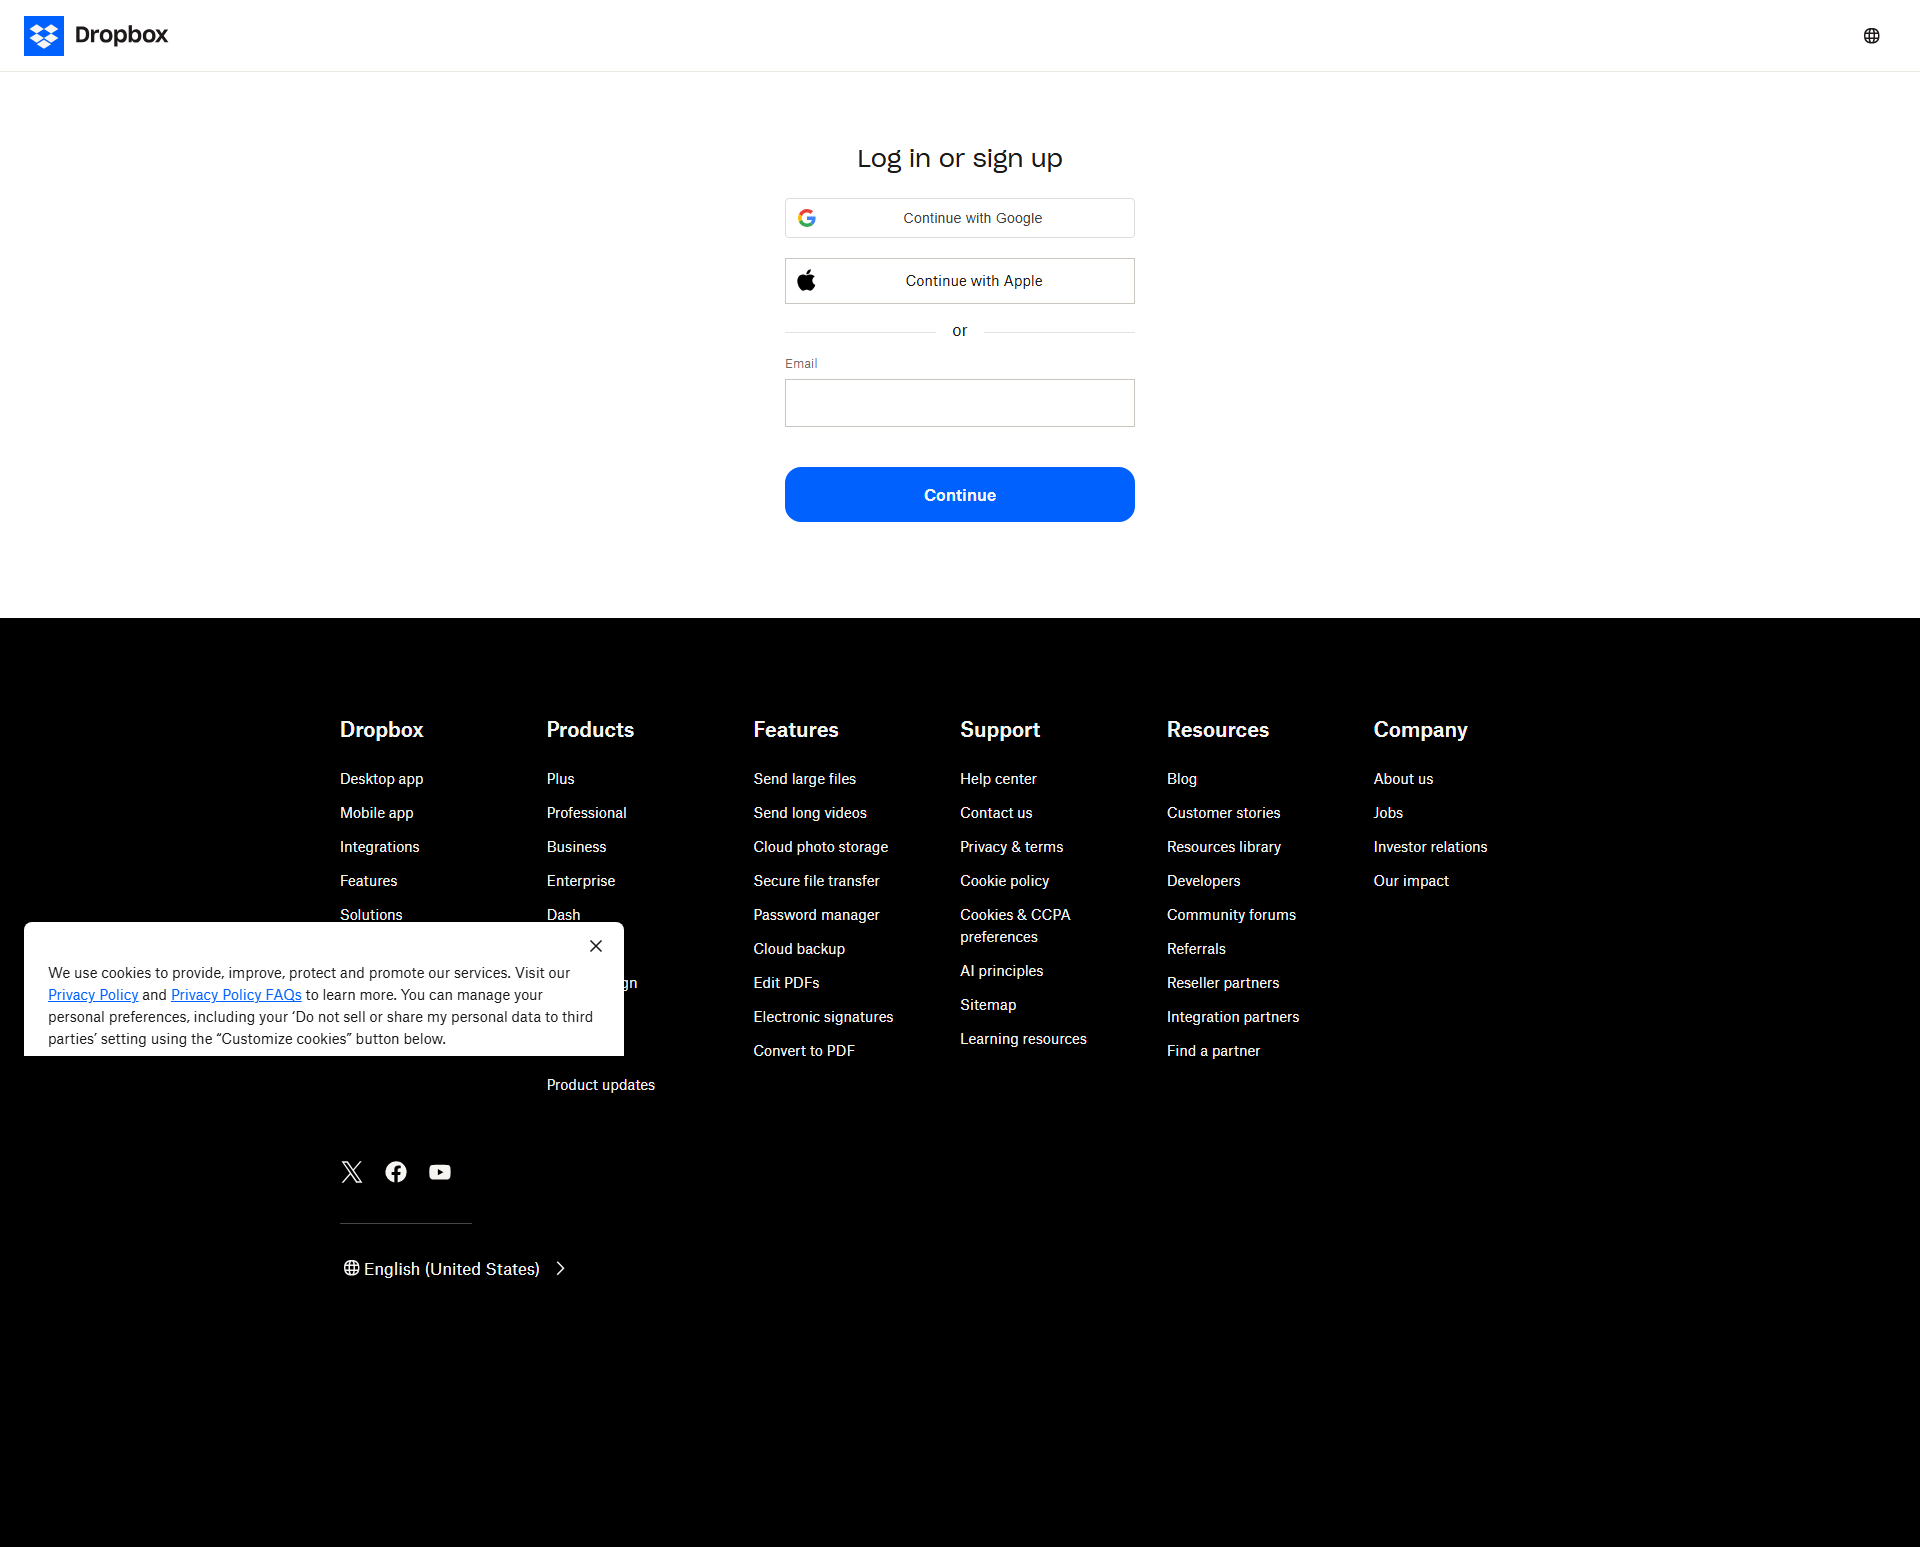 Dropbox
Log in or sign up
Continue with Google
Continue with Apple
or
Email
Continue
Dropbox
Desktop app
Mobile app
Integrations
Features
Solutions
Products
Plus
Professional
Business
Enterprise
Dash
Product updates
Features
Send large files
Send long videos
Cloud photo storage
Secure file transfer
Password manager
Cloud backup
Edit PDFs
Electronic signatures
Convert to PDF
Support
Help center
Contact us
Privacy & terms
Cookie policy
Cookies & CCPA
preferences
AI principles
Sitemap
Learning resources
Resources
Blog
Customer stories
Resources library
Developers
Community forums
Referrals
Reseller partners
Integration partners
Find a partner
Company
About us
Jobs
Investor relations
Our impact
We use cookies to provide, improve, protect and promote our services. Visit our
Privacy Policy and Privacy Policy FAQs to learn more. You can manage your
personal preferences, including your ‘Do not sell or share my personal data to third
parties’ setting using the “Customize cookies” button below.
English (United States)